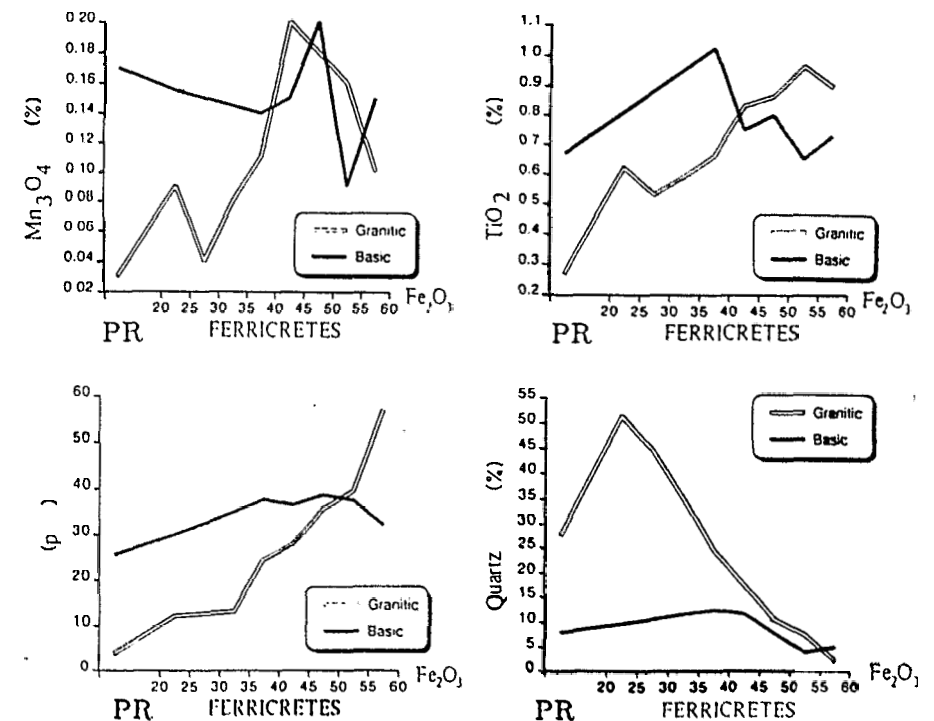 Mn3O4 (%)
0 20
0.18
0.16
0.14
0.12
0 10
0 08
0 06
0 04
0 02
Granitic
Basic
20 25 30 35 40 45 50 55 60
PR
FERRICRETES
TiO2 (%)
1.1
1.0
0.9
0.8
0.7
0.6
0.5
0.4
0.3
0.2
Granitic
Basic
20 25 30 35 40 45 50 55 60
Fe2O3
PR
FERRICRETES
60
50
40
30
20
10
0
Granitic
Basic
20 25 30 35 40 45 50 55 60
Fe2O3
PR
FERRICRETES
Quartz (%)
55
50
45
40
35
30
25
20
15
10
5
0
Granitic
Basic
20 25 30 35 40 45 50 55 60
Fe2O3
PR
FERRICRETES